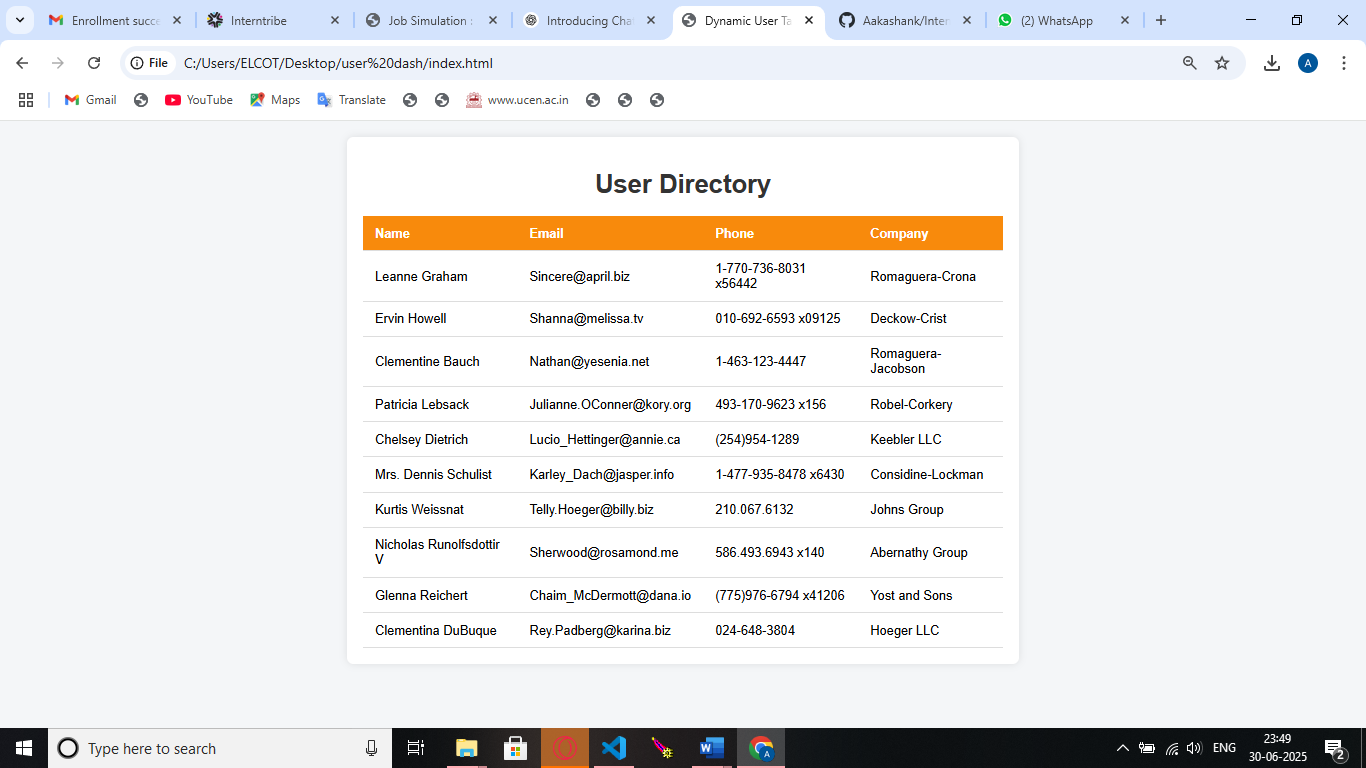 Enrollment succe
Interntribe
Job Simulation :
Introducing Cha
Dynamic User Ta
Aakashank/Inter
(2) WhatsApp
File
C:/Users/ELCOT/Desktop/user%20dash/index.html
A
Gmail
YouTube
Maps
Translate
www.ucen.ac.in
User Directory
Name Email Phone Company
Leanne Graham Sincere@april.biz 1-770-736-8031 x56442 Romaguera-Crona
Ervin Howell Shanna@melissa.tv 010-692-6593 x09125 Deckow-Crist
Clementine Bauch Nathan@yesenia.net 1-463-123-4447 Romaguera-Jacobson
Patricia Lebsack Julianne.OConner@kory.org 493-170-9623 x156 Robel-Corkery
Chelsey Dietrich Lucio_Hettinger@annie.ca (254)954-1289 Keebler LLC
Mrs. Dennis Schulist Karley_Dach@jasper.info 1-477-935-8478 x6430 Considine-Lockman
Kurtis Weissnat Telly.Hoeger@billy.biz 210.067.6132 Johns Group
Nicholas Runolfsdottir V Sherwood@rosamond.me 586.493.6943 x140 Abernathy Group
Glenna Reichert Chaim_McDermott@dana.io (775)976-6794 x41206 Yost and Sons
Clementina DuBuque Rey.Padberg@karina.biz 024-648-3804 Hoeger LLC
Type here to search
ENG
23:49
30-06-2025
2